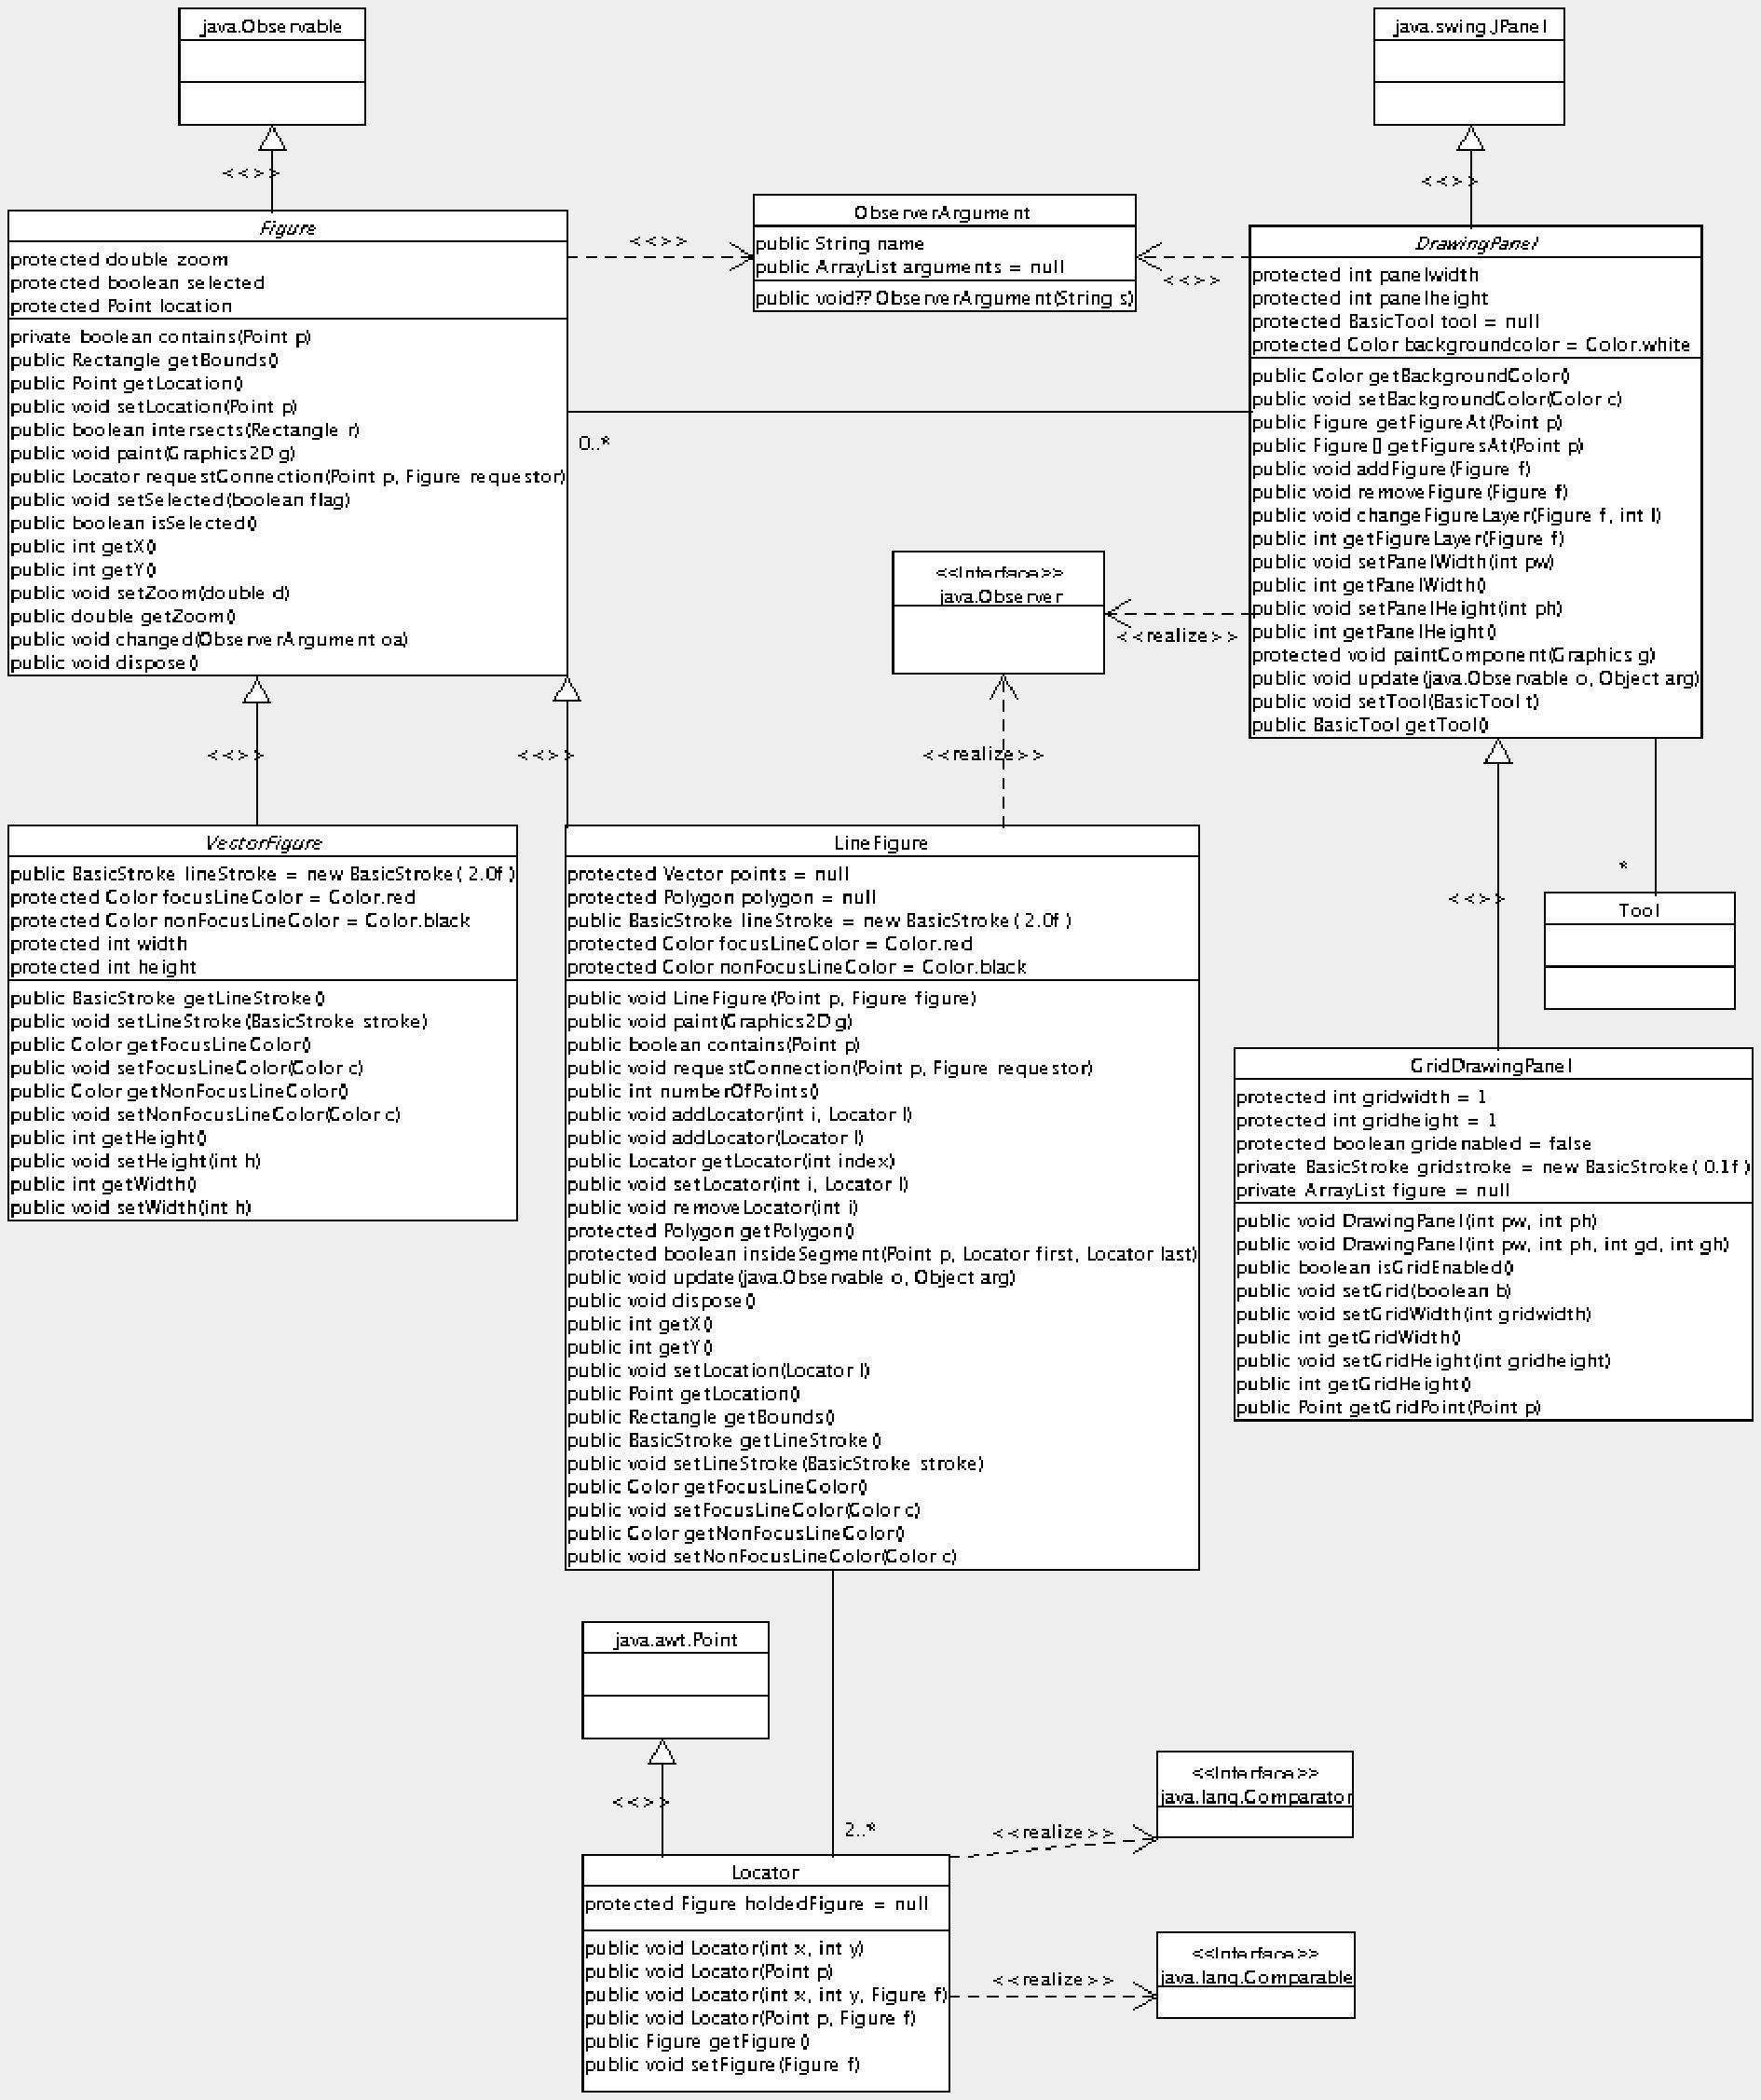 java.Observable
java.swing.JPanel
<<>>
<<>>
Figure
protected double zoom
protected boolean selected
protected Point location
private boolean contains(Point p)
public Rectangle getBounds()
public Point getLocation()
public void setLocation(Point p)
public boolean intersects(Rectangle r)
public void paint(Graphics2D g)
public Locator requestConnection(Point p, Figure requestor)
public void setSelected(boolean flag)
public boolean isSelected()
public int getX()
public int getY()
public void setZoom(double d)
public double getZoom()
public void changed(ObserverArgument oa)
public void dispose()
<<>>
ObserverArgument
public String name
public ArrayList arguments = null
public void?? ObserverArgument(String s)
<<>>
DrawingPanel
protected int panelwidth
protected int panelheight
protected BasicTool tool = null
protected Color backgroundcolor = Color.white
public Color getBackgroundColor()
public void setBackgroundColor(Color c)
public Figure getFigureAt(Point p)
public Figure[] getFiguresAt(Point p)
public void addFigure(Figure f)
public void removeFigure(Figure f)
public void changeFigureLayer(Figure f, int l)
public int getFigureLayer(Figure f)
public void setPanelWidth(int pw)
public int getPanelWidth()
public void setPanelHeight(int ph)
public int getPanelHeight()
protected void paintComponent(Graphics g)
public void update(java.Observable o, Object arg)
public void setTool(BasicTool t)
public BasicTool getTool()
0..*
<<Interface>>
java.Observer
<<realize>>
<<>>
<<>>
<<realize>>
VectorFigure
public BasicStroke lineStroke = new BasicStroke( 2.0f )
protected Color focusLineColor = Color.red
protected Color nonFocusLineColor = Color.black
protected int width
protected int height
public BasicStroke getLineStroke()
public void setLineStroke(BasicStroke stroke)
public Color getFocusLineColor()
public void setFocusLineColor(Color c)
public Color getNonFocusLineColor()
public void setNonFocusLineColor(Color c)
public int getHeight()
public void setHeight(int h)
public int getWidth()
public void setWidth(int h)
LineFigure
protected Vector points = null
protected Polygon polygon = null
public BasicStroke lineStroke = new BasicStroke( 2.0f )
protected Color focusLineColor = Color.red
protected Color nonFocusLineColor = Color.black
public void LineFigure(Point p, Figure figure)
public void paint(Graphics2D g)
public boolean contains(Point p)
public void requestConnection(Point p, Figure requestor)
public int numberOfPoints()
public void addLocator(int i, Locator l)
public void addLocator(Locator l)
public Locator getLocator(int index)
public void setLocator(int i, Locator l)
public void removeLocator(int i)
protected Polygon getPolygon()
protected boolean insideSegment(Point p, Locator first, Locator last)
public void update(java.Observable o, Object arg)
public void dispose()
public int getX()
public int getY()
public void setLocation(Locator l)
public Point getLocation()
public Rectangle getBounds()
public BasicStroke getLineStroke()
public void setLineStroke(BasicStroke stroke)
public Color getFocusLineColor()
public void setFocusLineColor(Color c)
public Color getNonFocusLineColor()
public void setNonFocusLineColor(Color c)
*
<<>>
Tool
GridDrawingPanel
protected int gridwidth = 1
protected int gridheight = 1
protected boolean gridenabled = false
private BasicStroke gridstroke = new BasicStroke( 0.1f )
private ArrayList figure = null
public void DrawingPanel(int pw, int ph)
public void DrawingPanel(int pw, int ph, int gd, int gh)
public boolean isGridEnabled()
public void setGrid(boolean b)
public void setGridWidth(int gridwidth)
public int getGridWidth()
public void setGridHeight(int gridheight)
public int getGridHeight()
public Point getGridPoint(Point p)
java.awt.Point
<<>>
2..*
<<realize>>
<<Interface>>
java.lang.Comparator
Locator
protected Figure holdedFigure = null
public void Locator(int x, int y)
public void Locator(Point p)
public void Locator(int x, int y, Figure f)
public void Locator(Point p, Figure f)
public Figure getFigure()
public void setFigure(Figure f)
<<realize>>
<<Interface>>
java.lang.Comparable